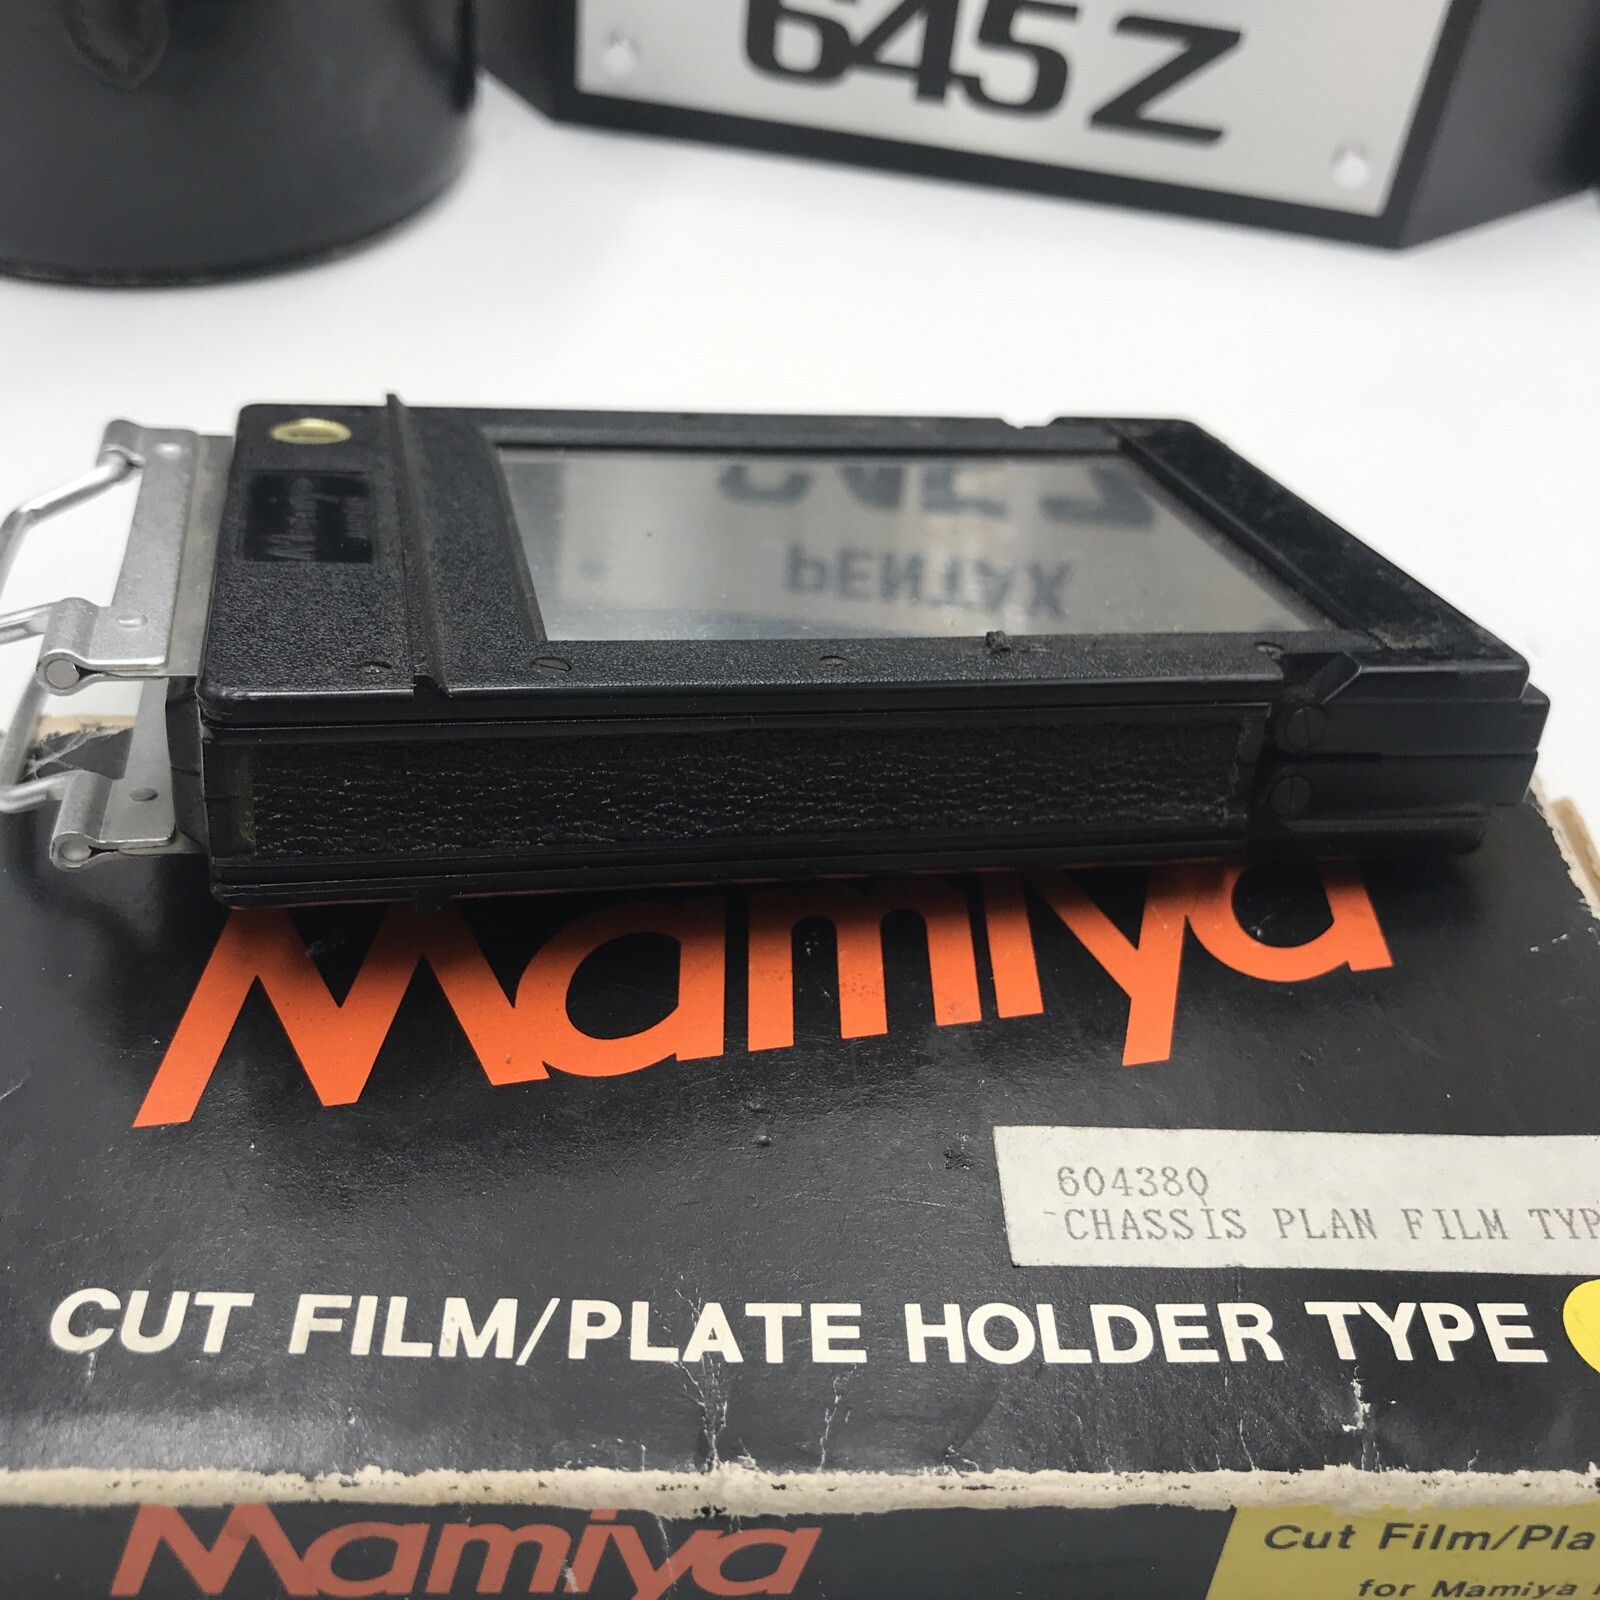 645Z
PENTAX
Mamiya
604380
CHASSIS PLAN FILM TYP
CUT FILM/PLATE HOLDER TYPE
Mamiya
Cut Film/Pla
for Mamiya